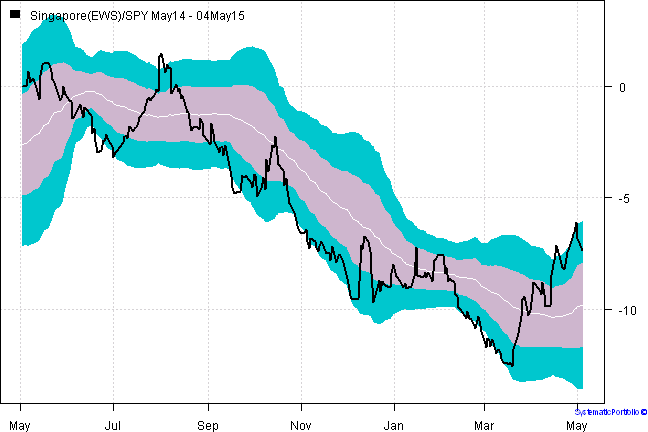 Singapore(EWS)/SPY May14 - 04May15
0
-5
-10
May Jul Sep Nov Jan Mar May
SystematicPortfolio ©